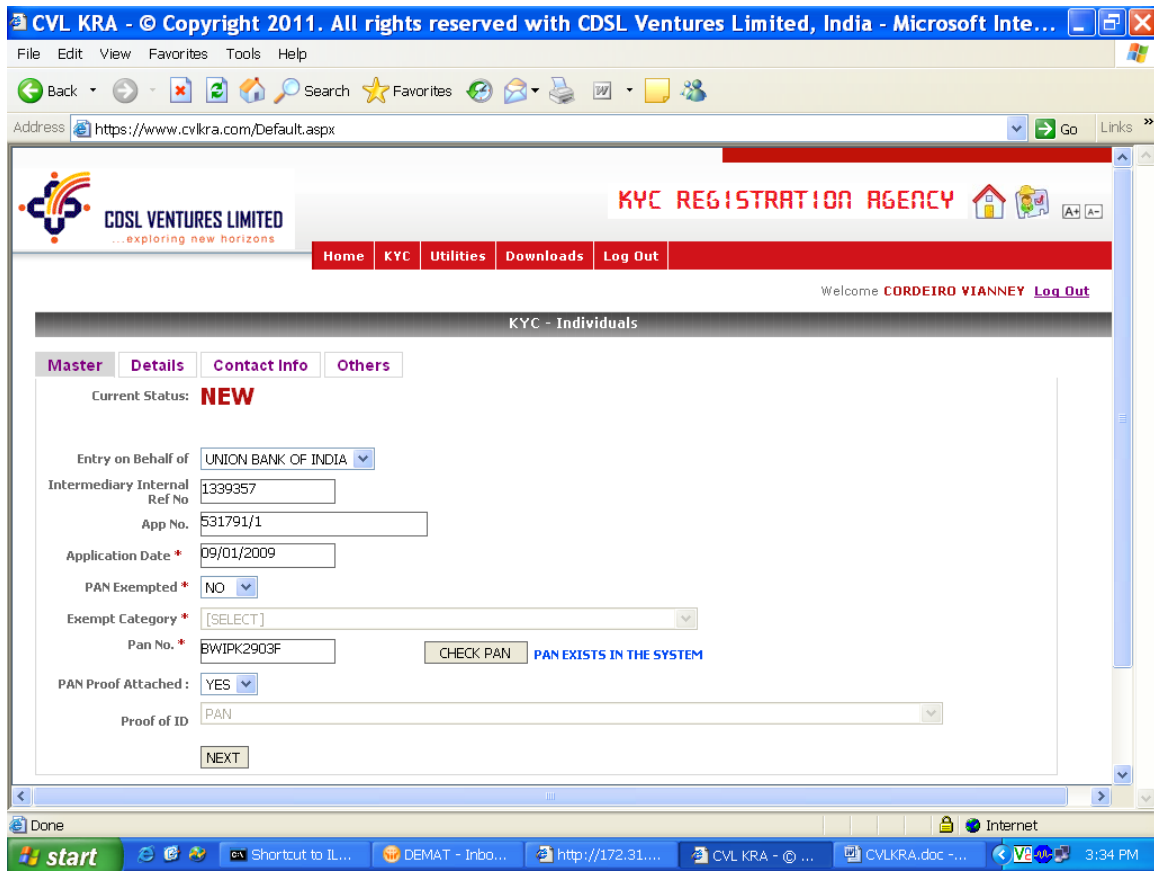 CVL KRA - © Copyright 2011. All rights reserved with CDSL Ventures Limited, India - Microsoft Inte...
File Edit View Favorites Tools Help
Back Search Favorites
Address https://www.cvlkra.com/Default.aspx Go Links »
CDSL VENTURES LIMITED
...exploring new horizons
KYC REGISTRATION AGENCY A+ A-
Home KYC Utilities Downloads Log Out
Welcome CORDEIRO VIANNEY Log Out
KYC - Individuals
Master Details Contact Info Others
Current Status: NEW
Entry on Behalf of UNION BANK OF INDIA
Intermediary Internal
Ref No 1339357
App No. 531791/1
Application Date * 09/01/2009
PAN Exempted * NO
Exempt Category * [SELECT]
Pan No. * BWIPK2903F CHECK PAN PAN EXISTS IN THE SYSTEM
PAN Proof Attached : YES
Proof of ID PAN
NEXT
Done Internet
start Shortcut to IL... DEMAT - Inbo... http://172.31.... CVL KRA - © ... CVLKRA.doc -... 3:34 PM